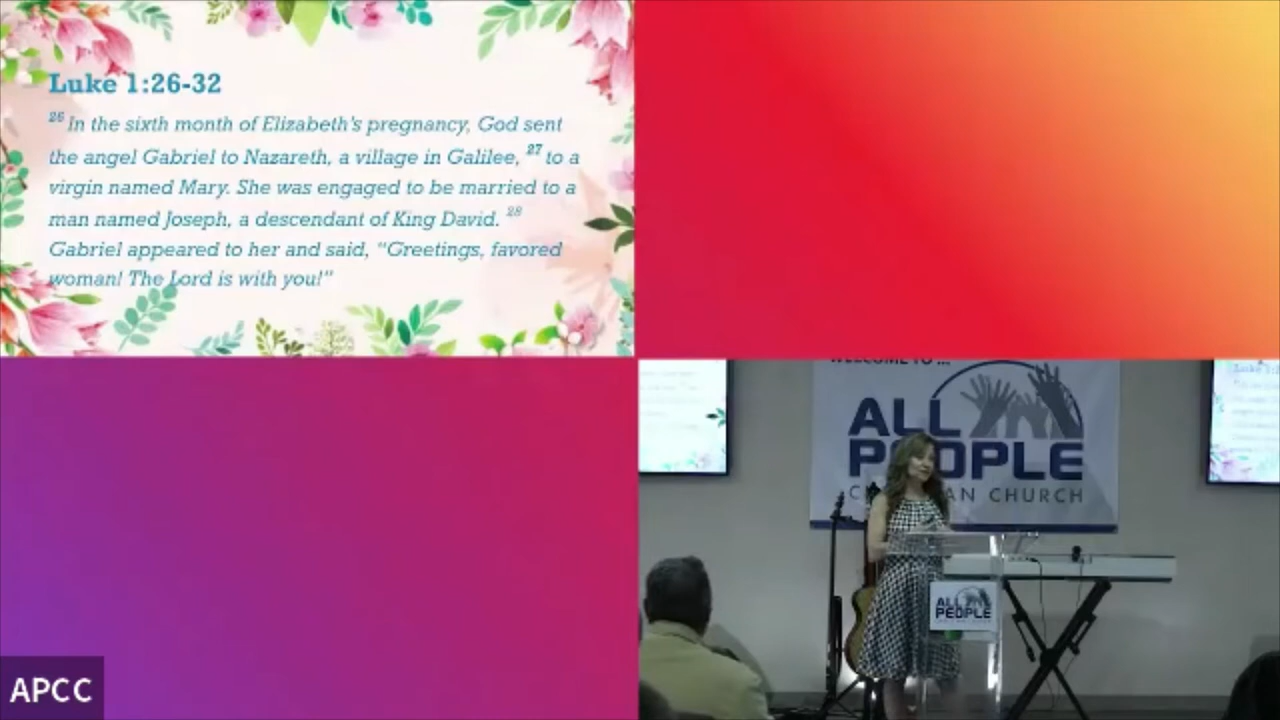 Luke 1:26-32
26 In the sixth month of Elizabeth's pregnancy, God sent
the angel Gabriel to Nazareth, a village in Galilee, 27 to a
virgin named Mary. She was engaged to be married to a
man named Joseph, a descendant of King David. 28
Gabriel appeared to her and said, "Greetings, favored
woman! The Lord is with you!"
WELCOME TO ...
ALL
PEOPLE
CHURCH
ALL
PEOPLE
APCC